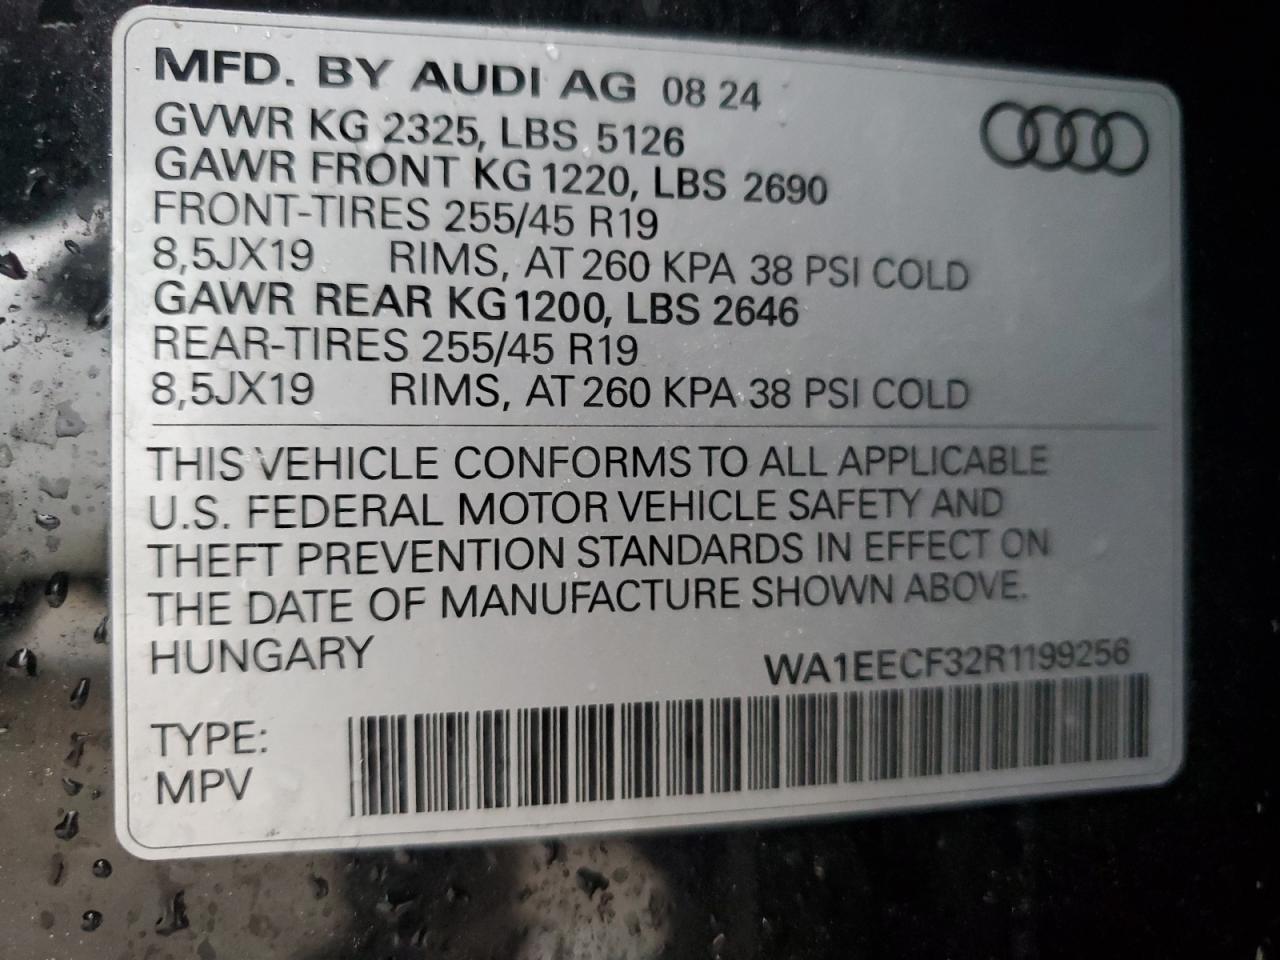 MFD. BY AUDI AG 08 24
GVWR KG 2325, LBS 5126
GAWR FRONT KG 1220, LBS 2690
FRONT-TIRES 255/45 R19
8,5JX19 RIMS, AT 260 KPA 38 PSI COLD
GAWR REAR KG 1200, LBS 2646
REAR-TIRES 255/45 R19
8,5JX19 RIMS, AT 260 KPA 38 PSI COLD
THIS VEHICLE CONFORMS TO ALL APPLICABLE
U.S. FEDERAL MOTOR VEHICLE SAFETY AND
THEFT PREVENTION STANDARDS IN EFFECT ON
THE DATE OF MANUFACTURE SHOWN ABOVE.
HUNGARY WA1EECF32R1199256
TYPE:
MPV